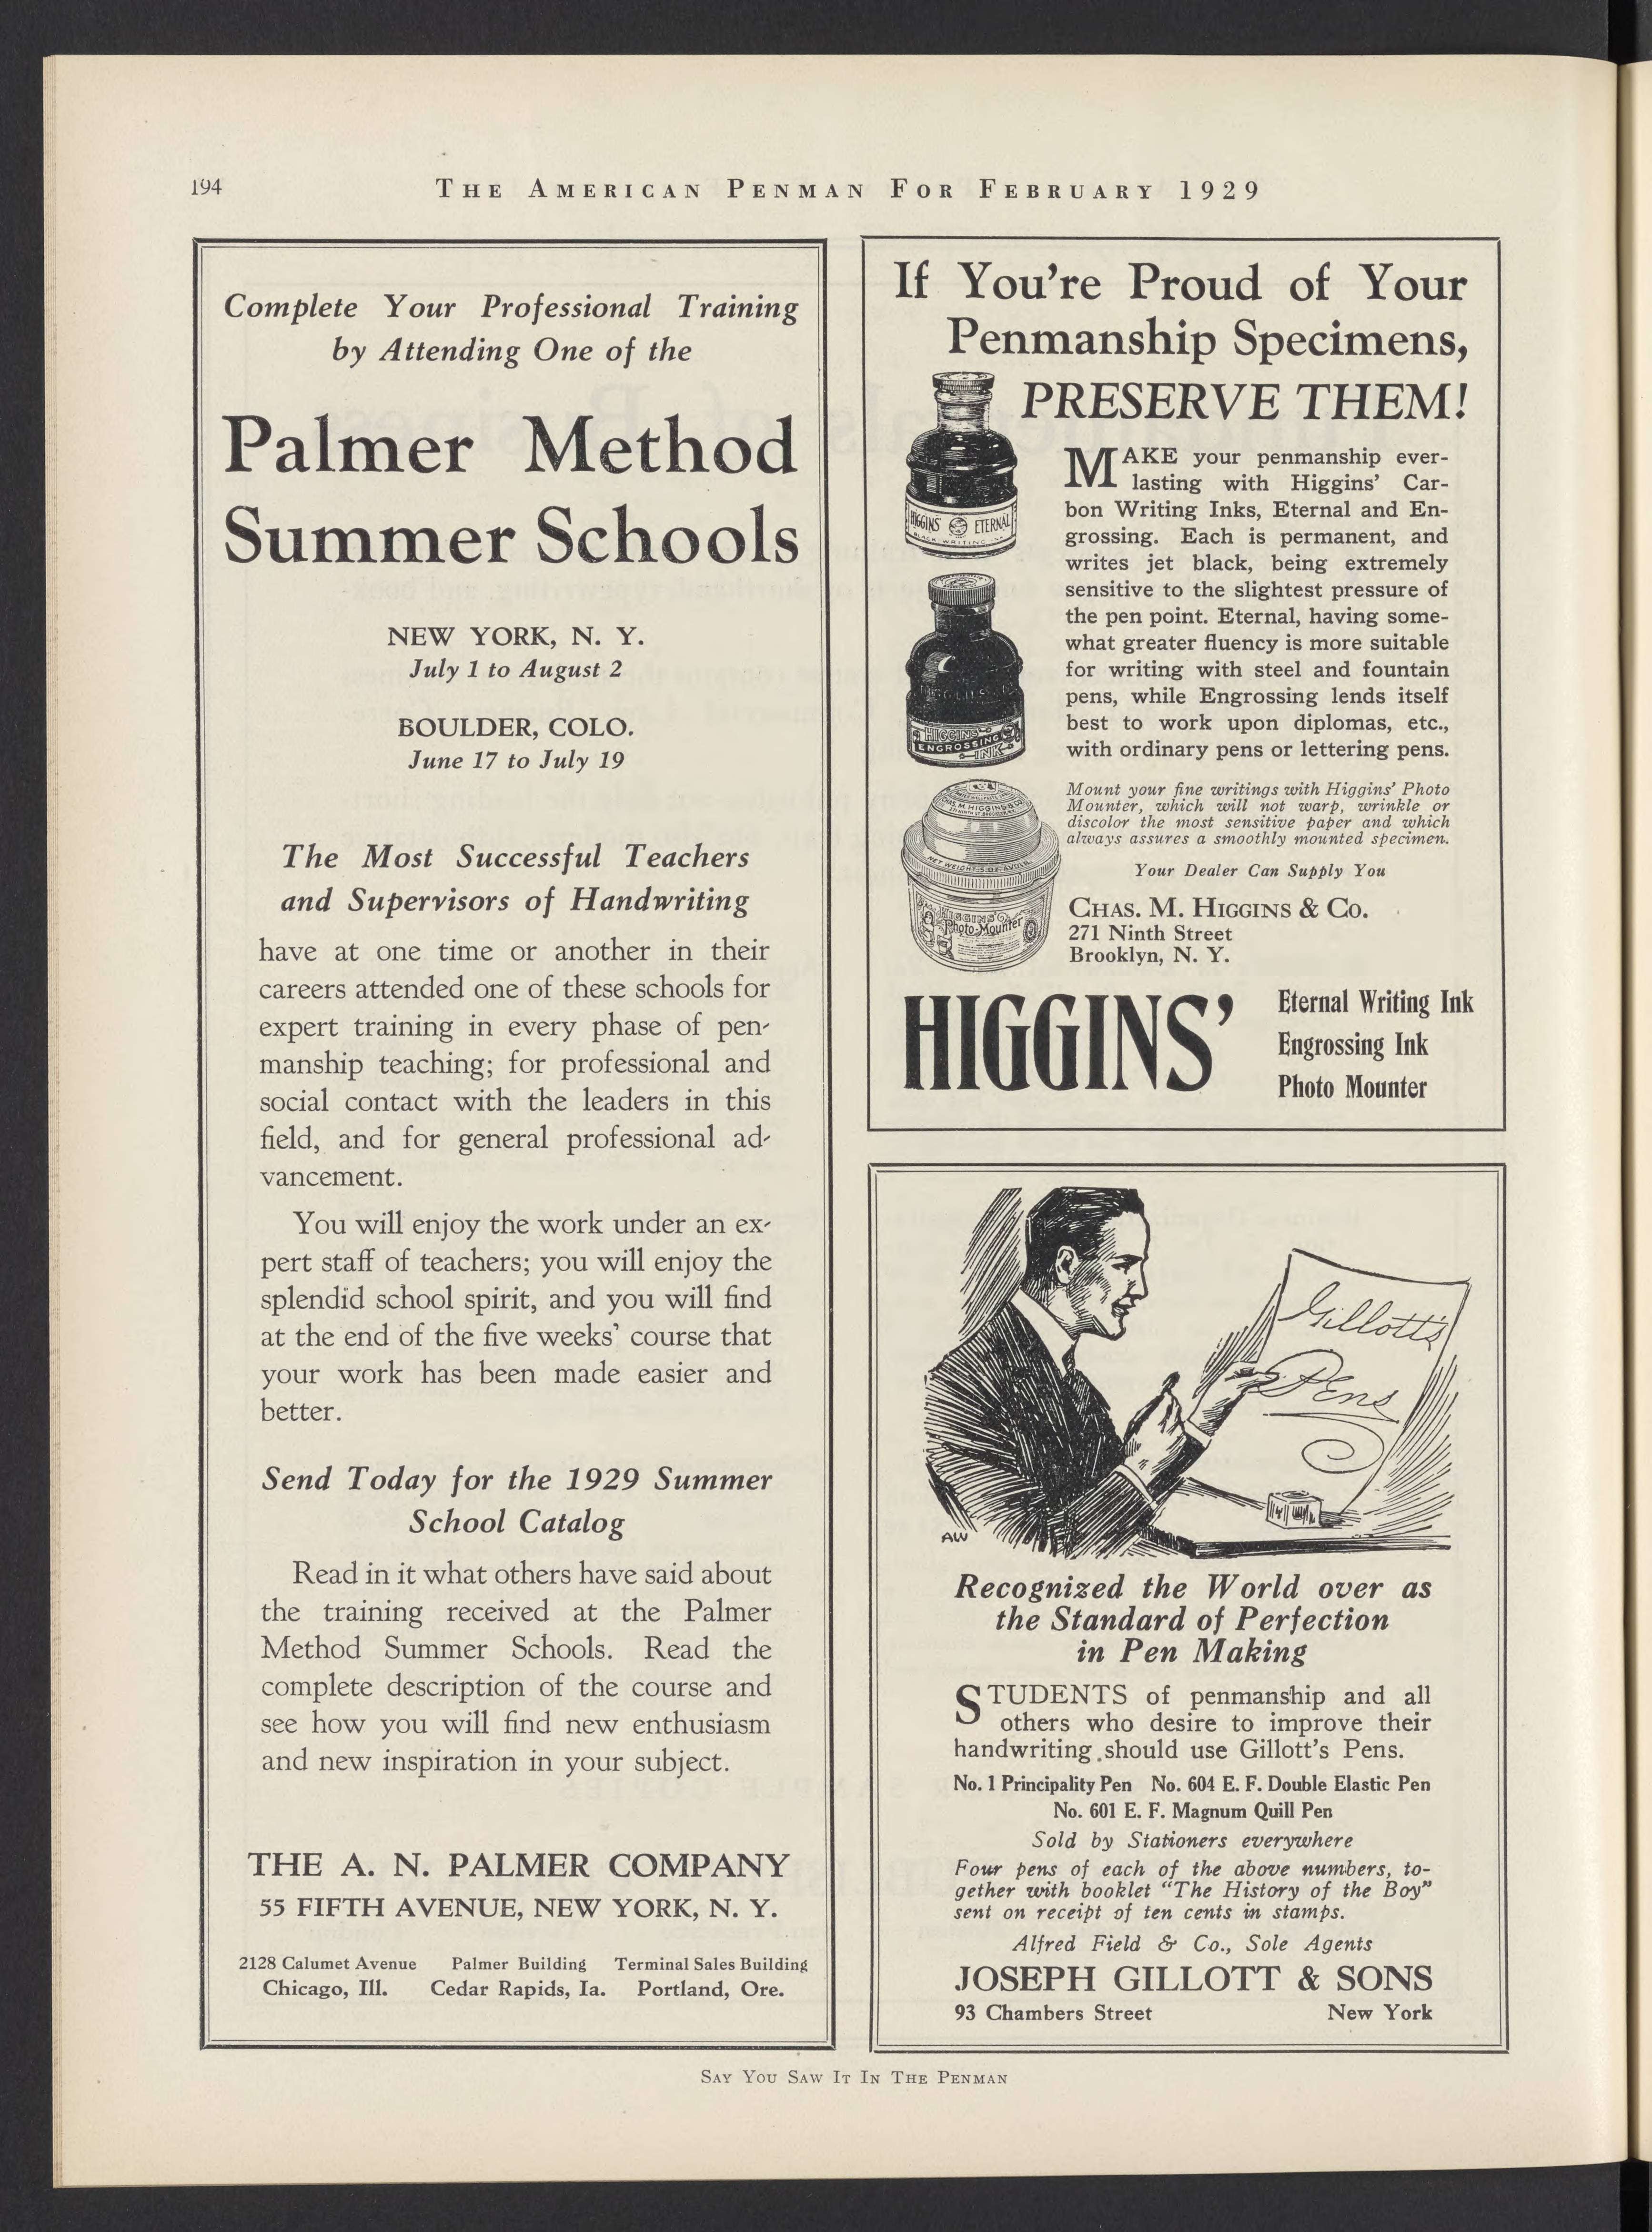 194
THE AMERICAN PENMAN FOR FEBRUARY 1929
Complete Your Professional Training
by Attending One of the
Palmer Method
Summer Schools
NEW YORK, N. Y.
July 1 to August 2
BOULDER, COLO.
June 17 to July 19
The Most Successful Teachers
and Supervisors of Handwriting
have at one time or another in their
careers attended one of these schools for
expert training in every phase of pen-
manship teaching; for professional and
social contact with the leaders in this
field, and for general professional ad-
vancement.
You will enjoy the work under an ex-
pert staff of teachers; you will enjoy the
splendid school spirit, and you will find
at the end of the five weeks' course that
your work has been made easier and
better.
Send Today for the 1929 Summer
School Catalog
Read in it what others have said about
the training received at the Palmer
Method Summer Schools. Read the
complete description of the course and
see how you will find new enthusiasm
and new inspiration in your subject.
THE A. N. PALMER COMPANY
55 FIFTH AVENUE, NEW YORK, N. Y.
2128 Calumet Avenue Palmer Building Terminal Sales Building
Chicago, Ill. Cedar Rapids, Ia. Portland, Ore.
If You're Proud of Your
Penmanship Specimens,
PRESERVE THEM!
HIGGINS' ETERNAL
BLACK WRITING INK
HIGGINS'
ENGROSSING
INK
CHAS. M. HIGGINS & CO.
NET WEIGHT 5 OZ. AVOIR.
HIGGINS'
Photo-Mounter
MAKE your penmanship ever-
lasting with Higgins' Car-
bon Writing Inks, Eternal and En-
grossing. Each is permanent, and
writes jet black, being extremely
sensitive to the slightest pressure of
the pen point. Eternal, having some-
what greater fluency is more suitable
for writing with steel and fountain
pens, while Engrossing lends itself
best to work upon diplomas, etc.,
with ordinary pens or lettering pens.
Mount your fine writings with Higgins' Photo
Mounter, which will not warp, wrinkle or
discolor the most sensitive paper and which
always assures a smoothly mounted specimen.
Your Dealer Can Supply You
CHAS. M. HIGGINS & CO.
271 Ninth Street
Brooklyn, N. Y.
HIGGINS'
Eternal Writing Ink
Engrossing Ink
Photo Mounter
Gillott's
Pens
AW
Recognized the World over as
the Standard of Perfection
in Pen Making
STUDENTS of penmanship and all
others who desire to improve their
handwriting should use Gillott's Pens.
No. 1 Principality Pen No. 604 E. F. Double Elastic Pen
No. 601 E. F. Magnum Quill Pen
Sold by Stationers everywhere
Four pens of each of the above numbers, to-
gether with booklet "The History of the Boy"
sent on receipt of ten cents in stamps.
Alfred Field & Co., Sole Agents
JOSEPH GILLOTT & SONS
93 Chambers Street New York
SAY YOU SAW IT IN THE PENMAN